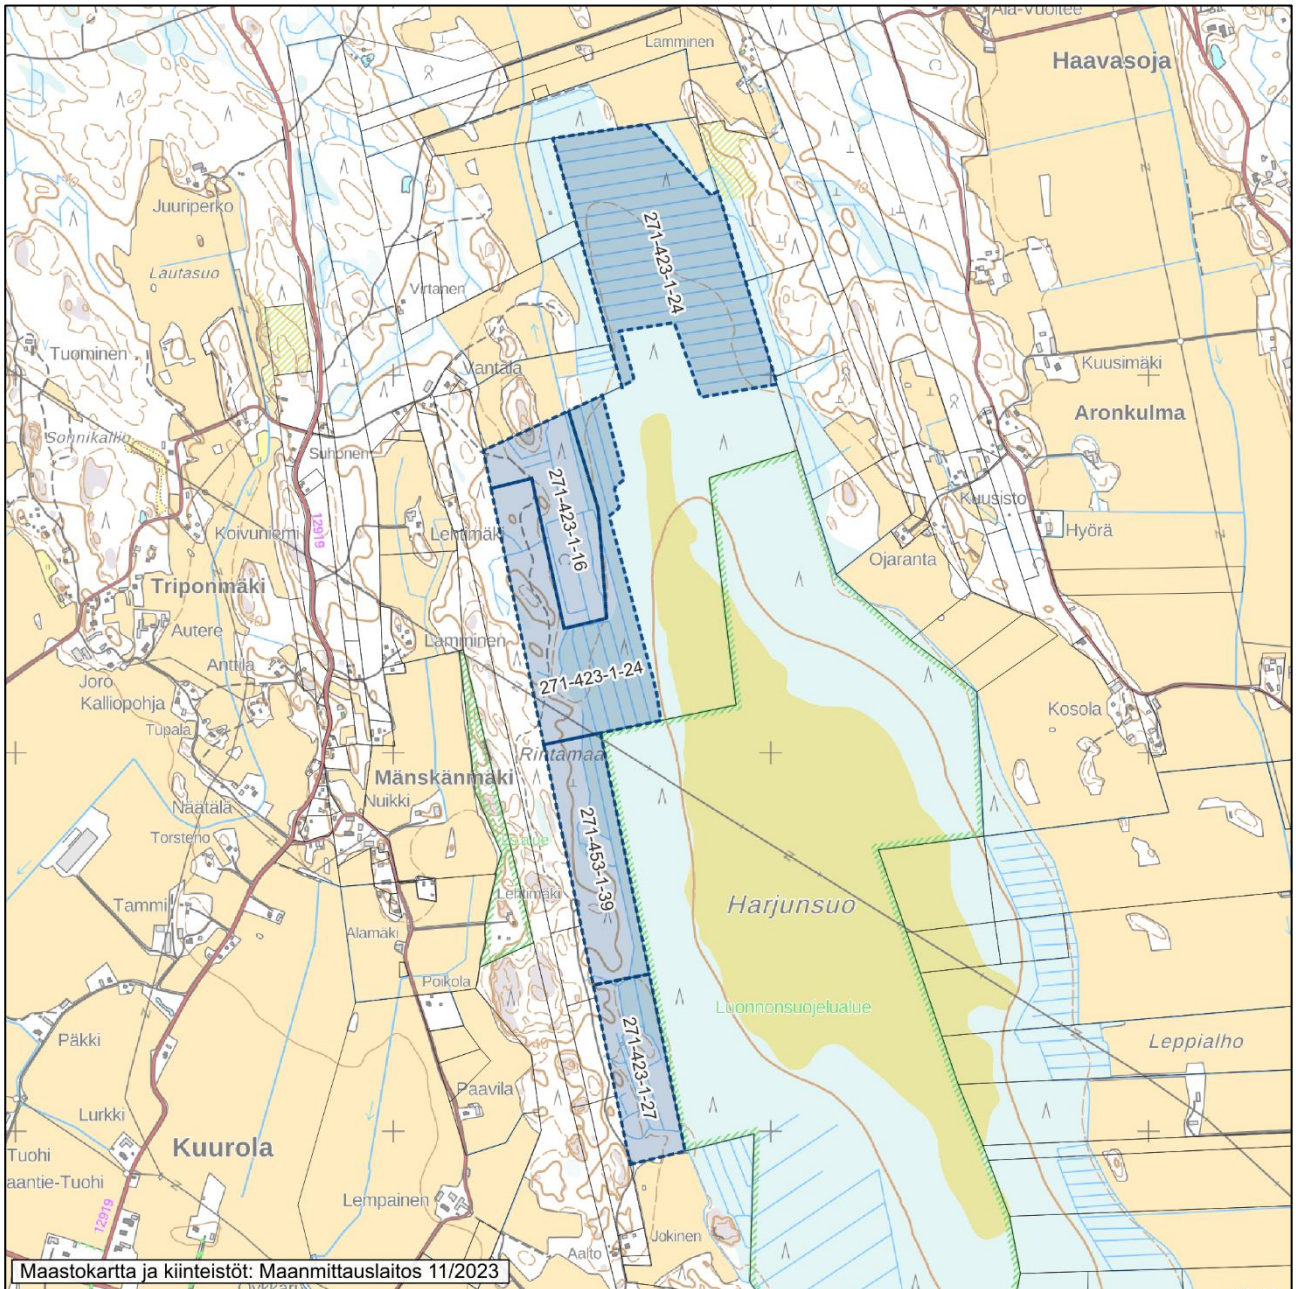 Ala-Vuoltee
Lamminen
Haavasoja
40
Juuriperko
40
271-423-1-24
Lautasuo
Virtanen
Tuominen
Vantala
Kuusimäki
Aronkulma
Sohnikallio
Suhonen
271-423-1-16
Kuusisto
12919
Koivuniemi
Lehtimäki
Hyörä
Ojaranta
Triponmäki
Autere
Lamminen
Anttila
271-423-1-24
Joro
Kalliopohja
Kosola
Tupala
Rintamaa
Mänskänmäki
Näätälä
Nuikki
Torsteno
271-453-1-39
Lehtimäki
Tammi
Harjunsuo
Alamäki
Poikola
Luonnonsuojelualue
Päkki
271-423-1-27
Leppialho
40
Paavila
Lurkki
Kuurola
Tuohi
aantie-Tuohi
Lempainen
12919
Jokinen
Aalto
Maastokartta ja kiinteistöt: Maanmittauslaitos 11/2023